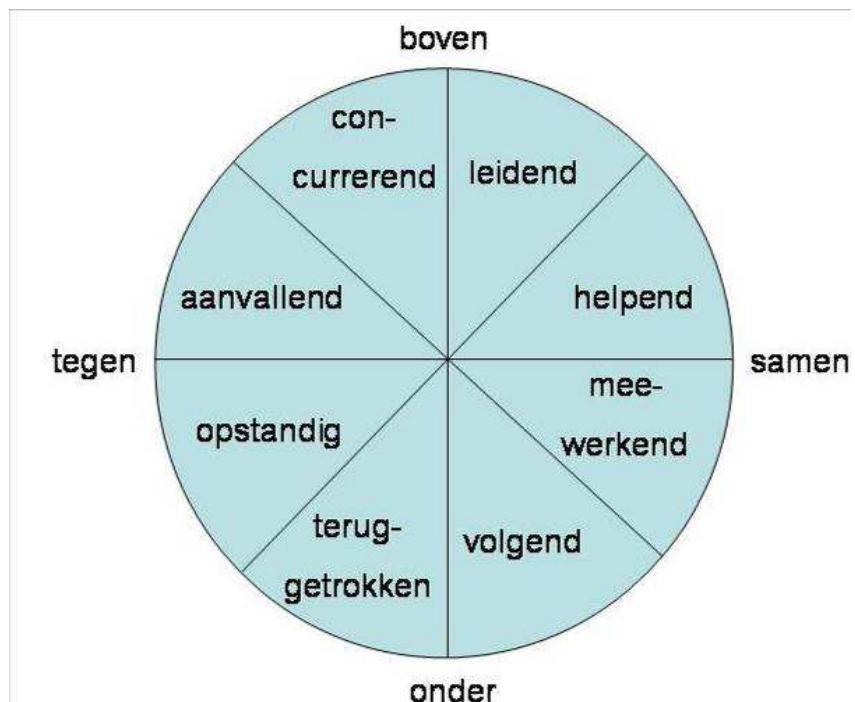 boven
con-
currerend
leidend
aanvallend
helpend
tegen
samen
mee-
werkend
opstandig
terug-
getrokken
volgend
onder